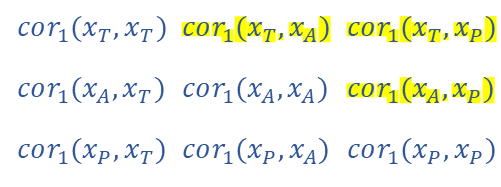 cor₁(x_T, x_T) cor₁(x_T, x_A) cor₁(x_T, x_P)
cor₁(x_A, x_T) cor₁(x_A, x_A) cor₁(x_A, x_P)
cor₁(x_P, x_T) cor₁(x_P, x_A) cor₁(x_P, x_P)